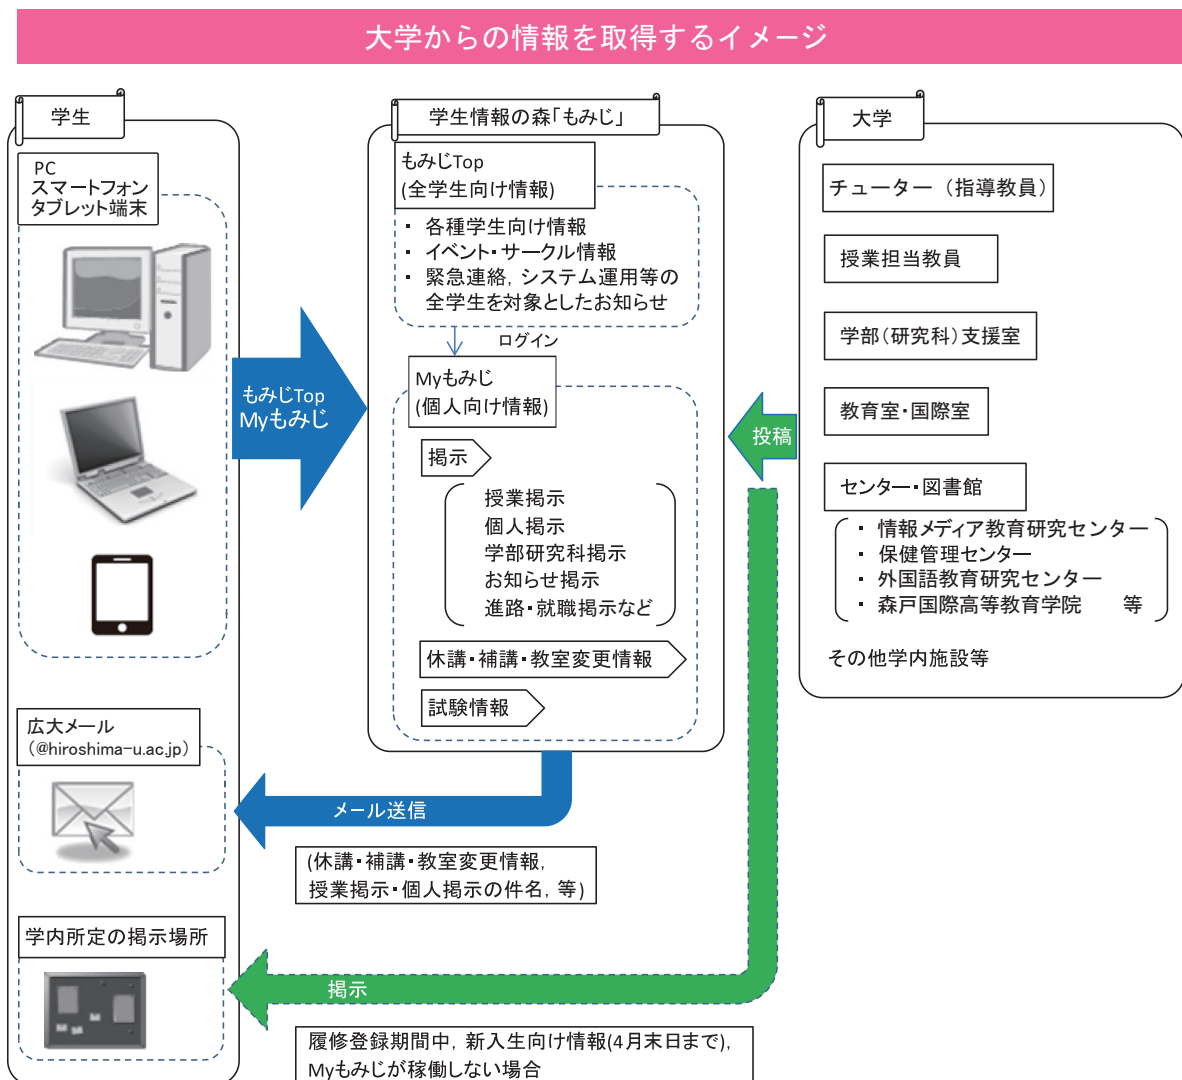 大学からの情報を取得するイメージ
学生
PC
スマートフォン
タブレット端末
もみじTop
Myもみじ
広大メール
(@hiroshima-u.ac.jp)
学内所定の掲示場所
学生情報の森「もみじ」
もみじTop
(全学生向け情報)
・ 各種学生向け情報
・ イベント・サークル情報
・ 緊急連絡, システム運用等の
全学生を対象としたお知らせ
ログイン
Myもみじ
(個人向け情報)
掲示
授業掲示
個人掲示
学部研究科掲示
お知らせ掲示
進路・就職掲示など
休講・補講・教室変更情報
試験情報
メール送信
(休講・補講・教室変更情報,
授業掲示・個人掲示の件名, 等)
掲示
履修登録期間中, 新入生向け情報(4月末日まで),
Myもみじが稼働しない場合
投稿
大学
チューター (指導教員)
授業担当教員
学部(研究科)支援室
教育室・国際室
センター・図書館
・ 情報メディア教育研究センター
・ 保健管理センター
・ 外国語教育研究センター
・ 森戸国際高等教育学院 等
その他学内施設等